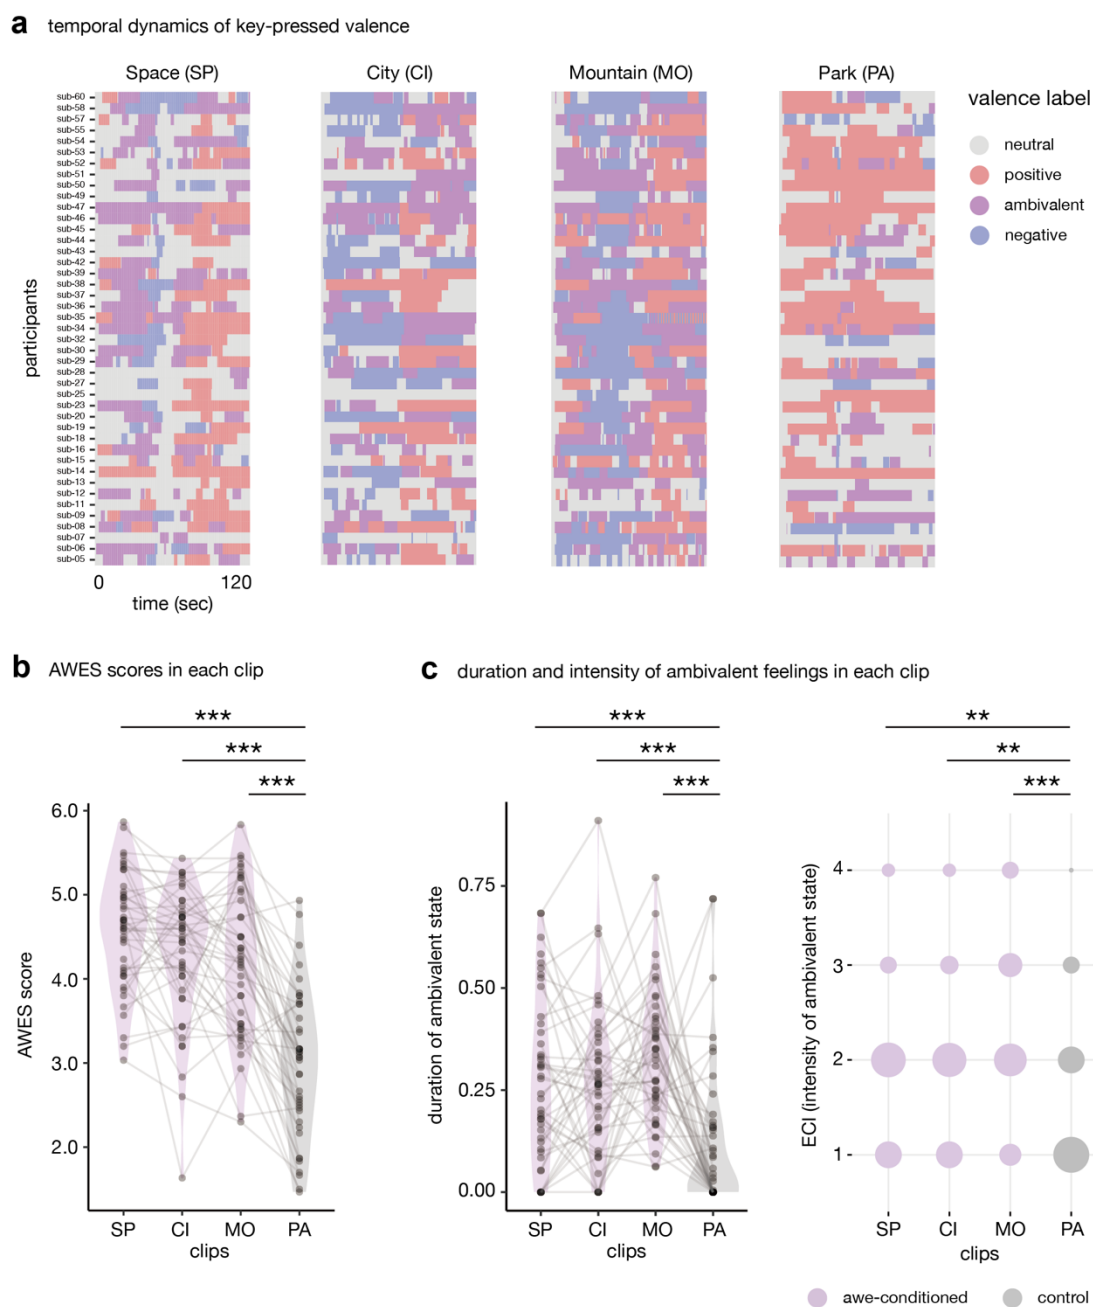 a temporal dynamics of key-pressed valence
Space (SP) City (CI) Mountain (MO) Park (PA)
valence label
neutral
positive
ambivalent
negative
participants
sub-60
sub-58
sub-57
sub-55
sub-54
sub-53
sub-52
sub-51
sub-50
sub-49
sub-47
sub-46
sub-45
sub-44
sub-43
sub-42
sub-39
sub-38
sub-37
sub-36
sub-35
sub-34
sub-32
sub-30
sub-29
sub-28
sub-27
sub-25
sub-23
sub-20
sub-19
sub-18
sub-16
sub-15
sub-14
sub-13
sub-12
sub-11
sub-09
sub-08
sub-07
sub-06
sub-05
0 120
time (sec)
b AWES scores in each clip
***
***
***
AWES score
6.0
5.0
4.0
3.0
2.0
SP CI MO PA
clips
c duration and intensity of ambivalent feelings in each clip
***
***
***
duration of ambivalent state
0.75
0.50
0.25
0.00
SP CI MO PA
clips
**
**
***
ECI (intensity of ambivalent state)
4
3
2
1
SP CI MO PA
clips
awe-conditioned control